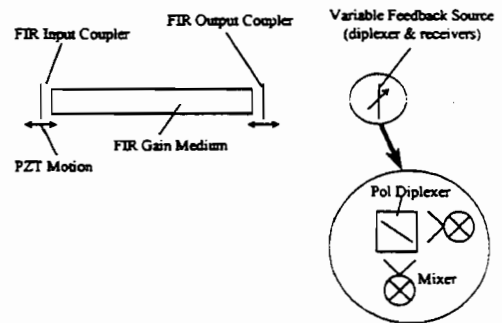 FIR Input Coupler
FIR Output Coupler
Variable Feedback Source
(diplexer & receivers)
FIR Gain Medium
PZT Motion
Pol Diplexer
Mixer